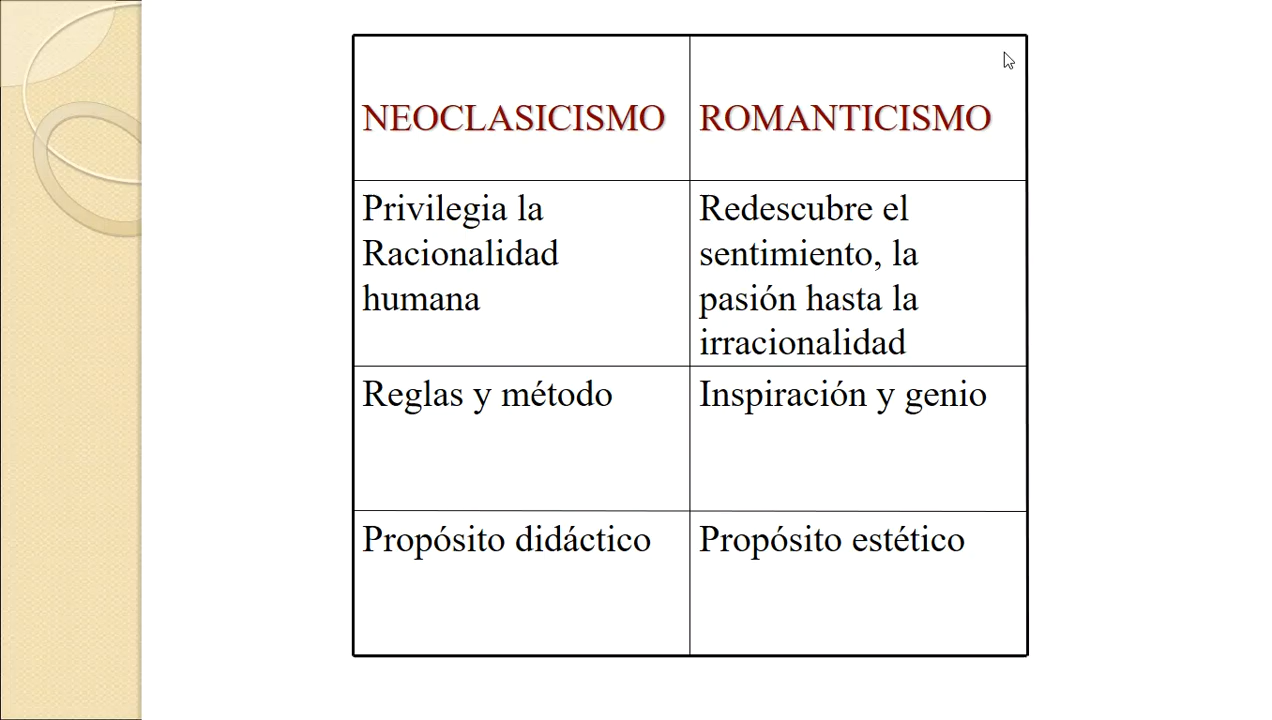 NEOCLASICISMO
ROMANTICISMO
Privilegia la
Racionalidad
humana
Redescubre el
sentimiento, la
pasión hasta la
irracionalidad
Reglas y método
Inspiración y genio
Propósito didáctico
Propósito estético